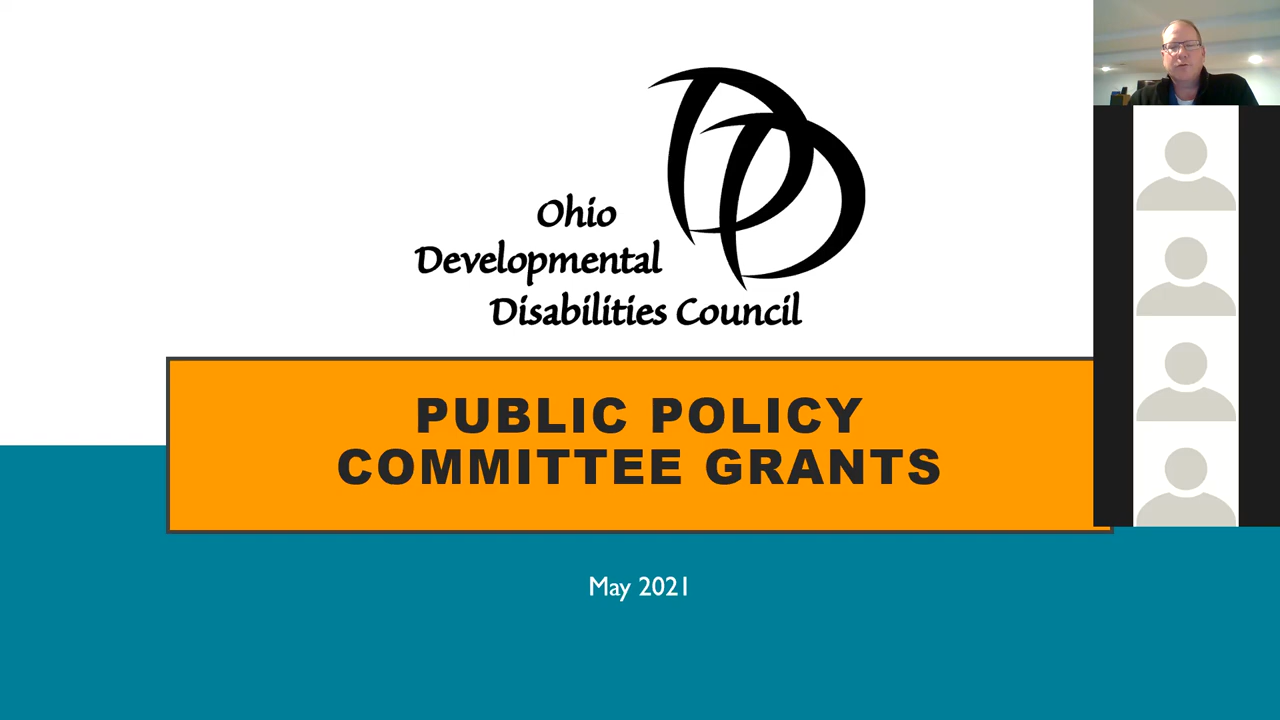 Ohio
Developmental
Disabilities Council
PUBLIC POLICY
COMMITTEE GRANTS
May 2021